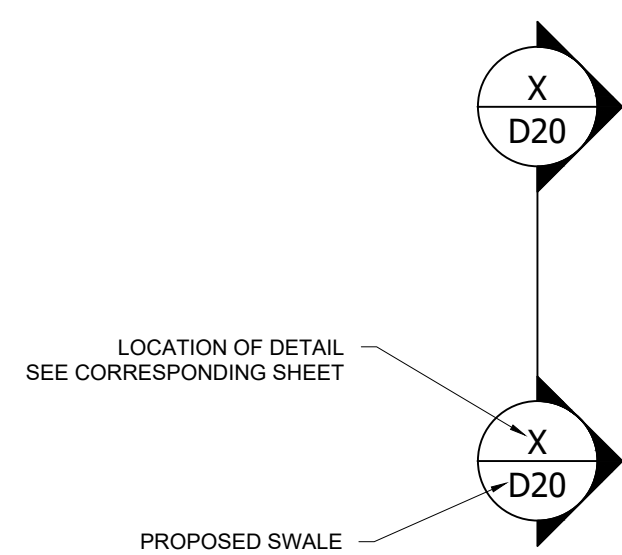 X
D20
LOCATION OF DETAIL
SEE CORRESPONDING SHEET
X
D20
PROPOSED SWALE